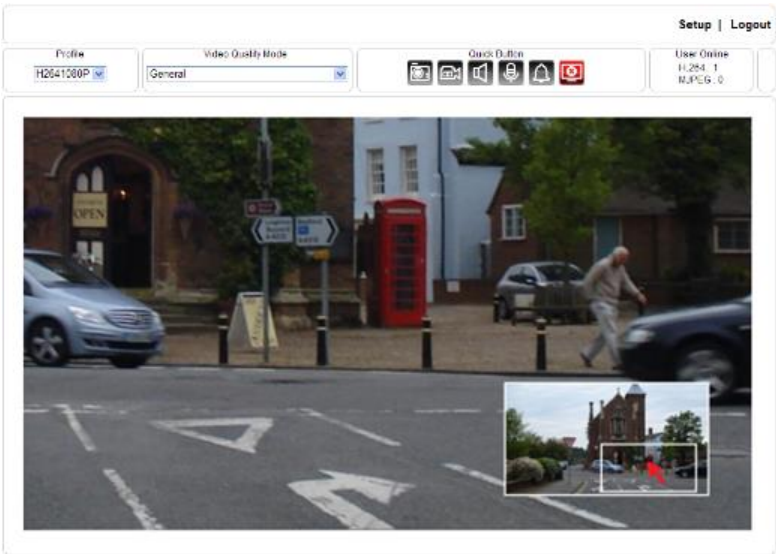 Setup | Logout
Profile
Video Quality Mode
Quick Button
User Online
H2641080P
General
H.264 : 1
MJPEG : 0
OPEN